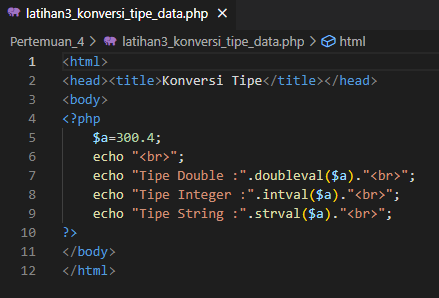 latihan3_konversi_tipe_data.php
Pertemuan_4 > latihan3_konversi_tipe_data.php > html
1 <html>
2 <head><title>Konversi Tipe</title></head>
3 <body>
4 <?php
5 $a=300.4;
6 echo "<br>";
7 echo "Tipe Double :".doubleval($a)."<br>";
8 echo "Tipe Integer :".intval($a)."<br>";
9 echo "Tipe String :".strval($a)."<br>";
10 ?>
11 </body>
12 </html>